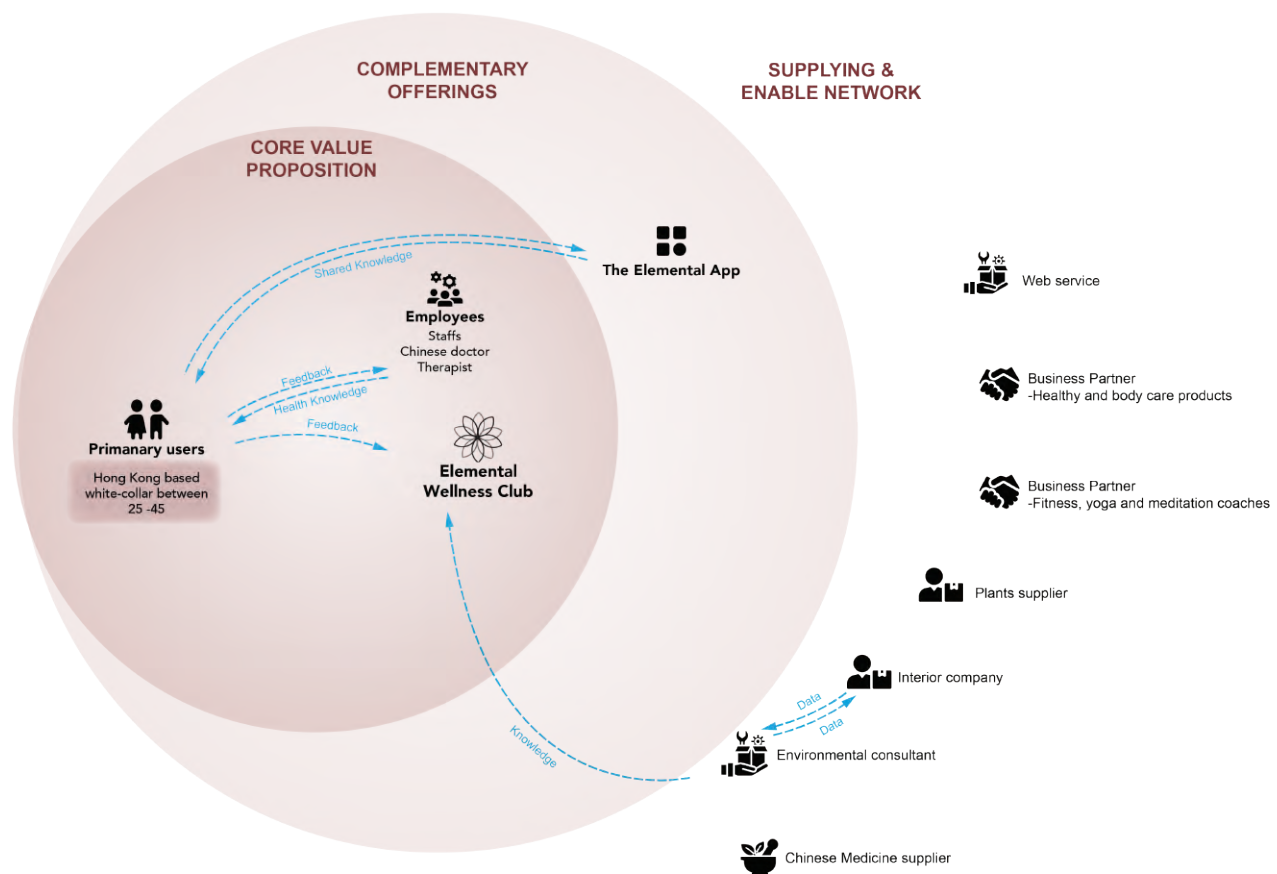 COMPLEMENTARY
OFFERINGS
SUPPLYING &
ENABLE NETWORK
CORE VALUE
PROPOSITION
Shared Knowledge
The Elemental App
Employees
Staffs
Chinese doctor
Therapist
Feedback
Health Knowledge
Feedback
Primanary users
Hong Kong based
white-collar between
25 -45
Elemental
Wellness Club
Web service
Business Partner
-Healthy and body care products
Business Partner
-Fitness, yoga and meditation coaches
Plants supplier
Interior company
Data
Data
Knowledge
Environmental consultant
Chinese Medicine supplier